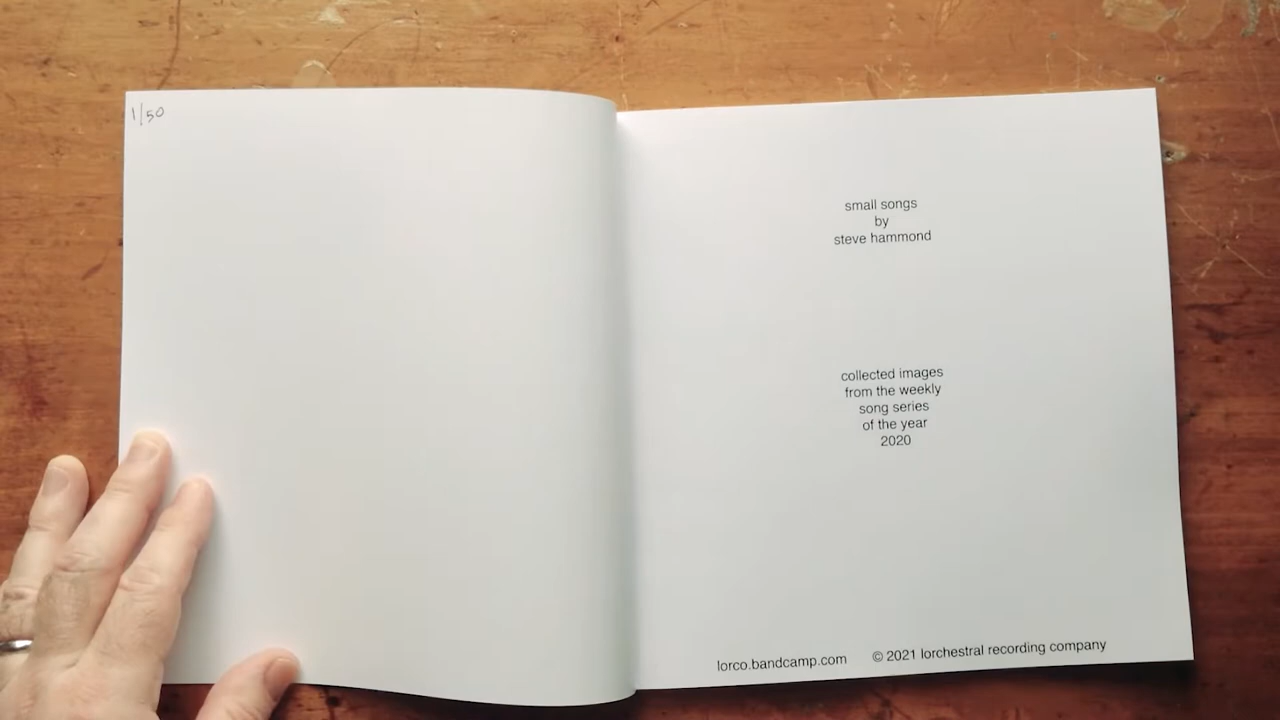 1/50
small songs
by
steve hammond
collected images
from the weekly
song series
of the year
2020
lorco.bandcamp.com © 2021 lorchestral recording company